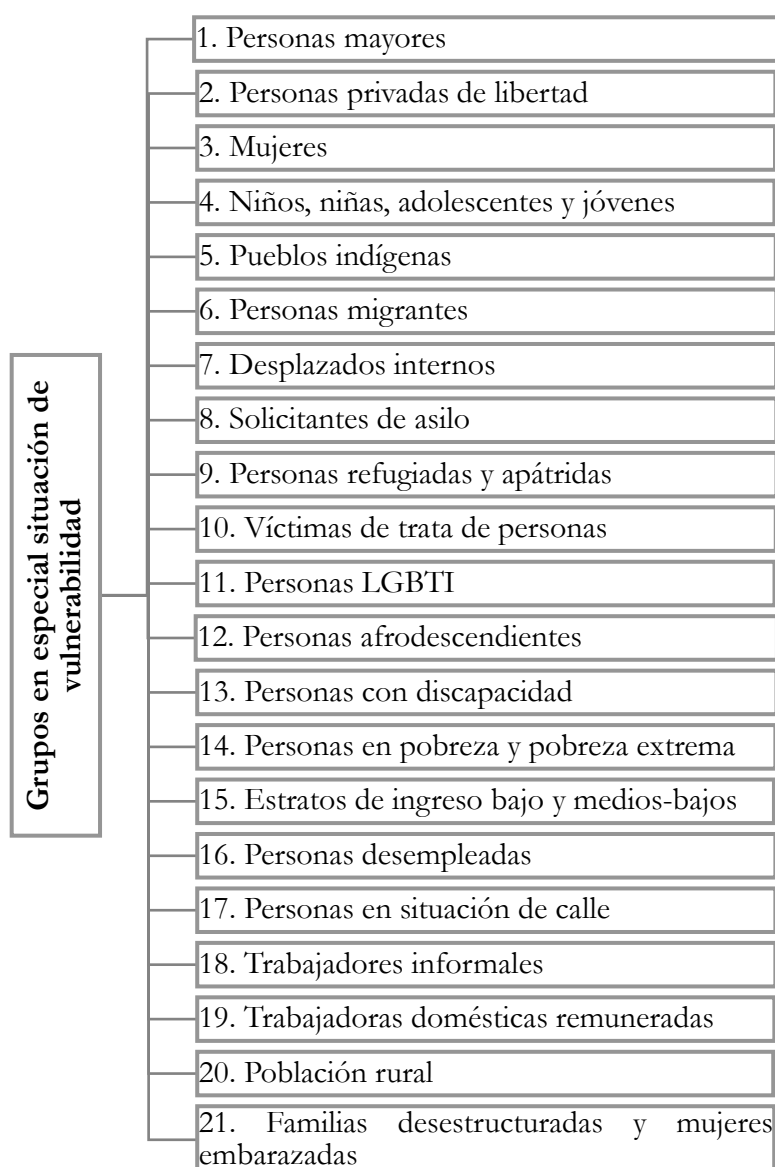 Grupos en especial situación de
vulnerabilidad
1. Personas mayores
2. Personas privadas de libertad
3. Mujeres
4. Niños, niñas, adolescentes y jóvenes
5. Pueblos indígenas
6. Personas migrantes
7. Desplazados internos
8. Solicitantes de asilo
9. Personas refugiadas y apátridas
10. Víctimas de trata de personas
11. Personas LGBTI
12. Personas afrodescendientes
13. Personas con discapacidad
14. Personas en pobreza y pobreza extrema
15. Estratos de ingreso bajo y medios-bajos
16. Personas desempleadas
17. Personas en situación de calle
18. Trabajadores informales
19. Trabajadoras domésticas remuneradas
20. Población rural
21. Familias desestructuradas y mujeres
embarazadas